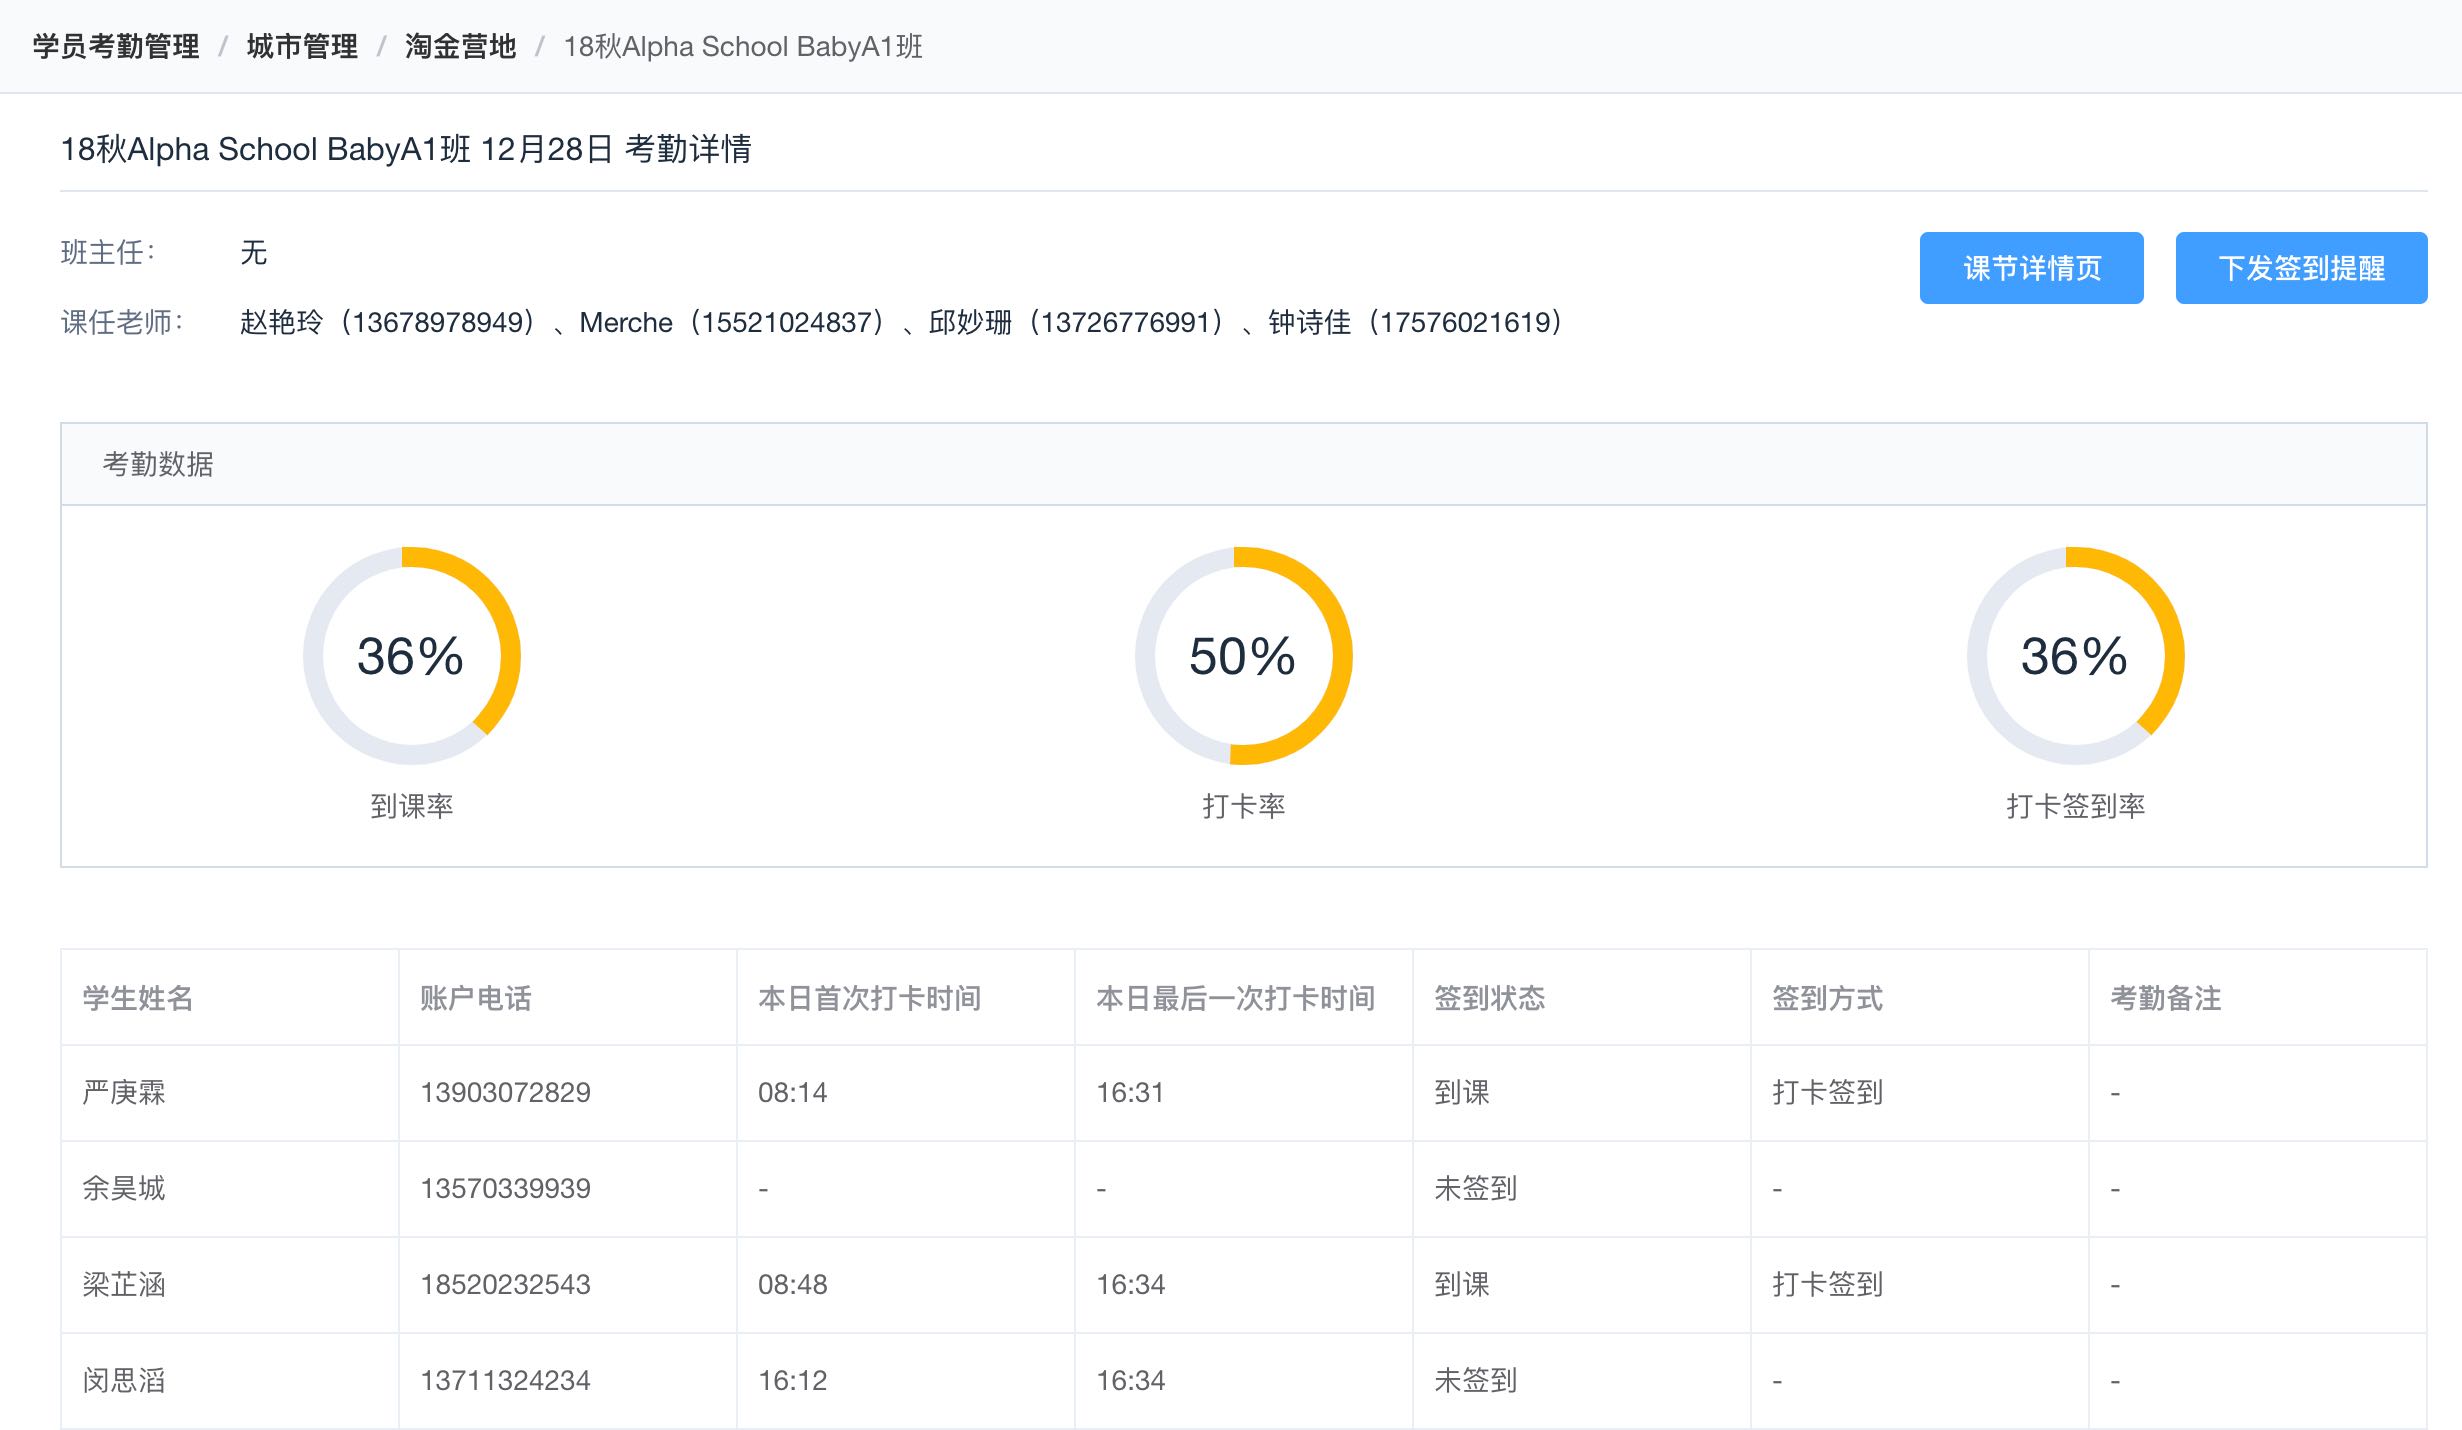 学员考勤管理 / 城市管理 / 淘金营地 / 18秋Alpha School BabyA1班
18秋Alpha School BabyA1班 12月28日 考勤详情
班主任： 无
课节详情页 下发签到提醒
课任老师： 赵艳玲（13678978949）、Merche（15521024837）、邱妙珊（13726776991）、钟诗佳（17576021619）
考勤数据
36% 50% 36%
到课率 打卡率 打卡签到率
学生姓名 账户电话 本日首次打卡时间 本日最后一次打卡时间 签到状态 签到方式 考勤备注
严庚霖 13903072829 08:14 16:31 到课 打卡签到 -
余昊城 13570339939 - - 未签到 - -
梁芷涵 18520232543 08:48 16:34 到课 打卡签到 -
闵思滔 13711324234 16:12 16:34 未签到 - -